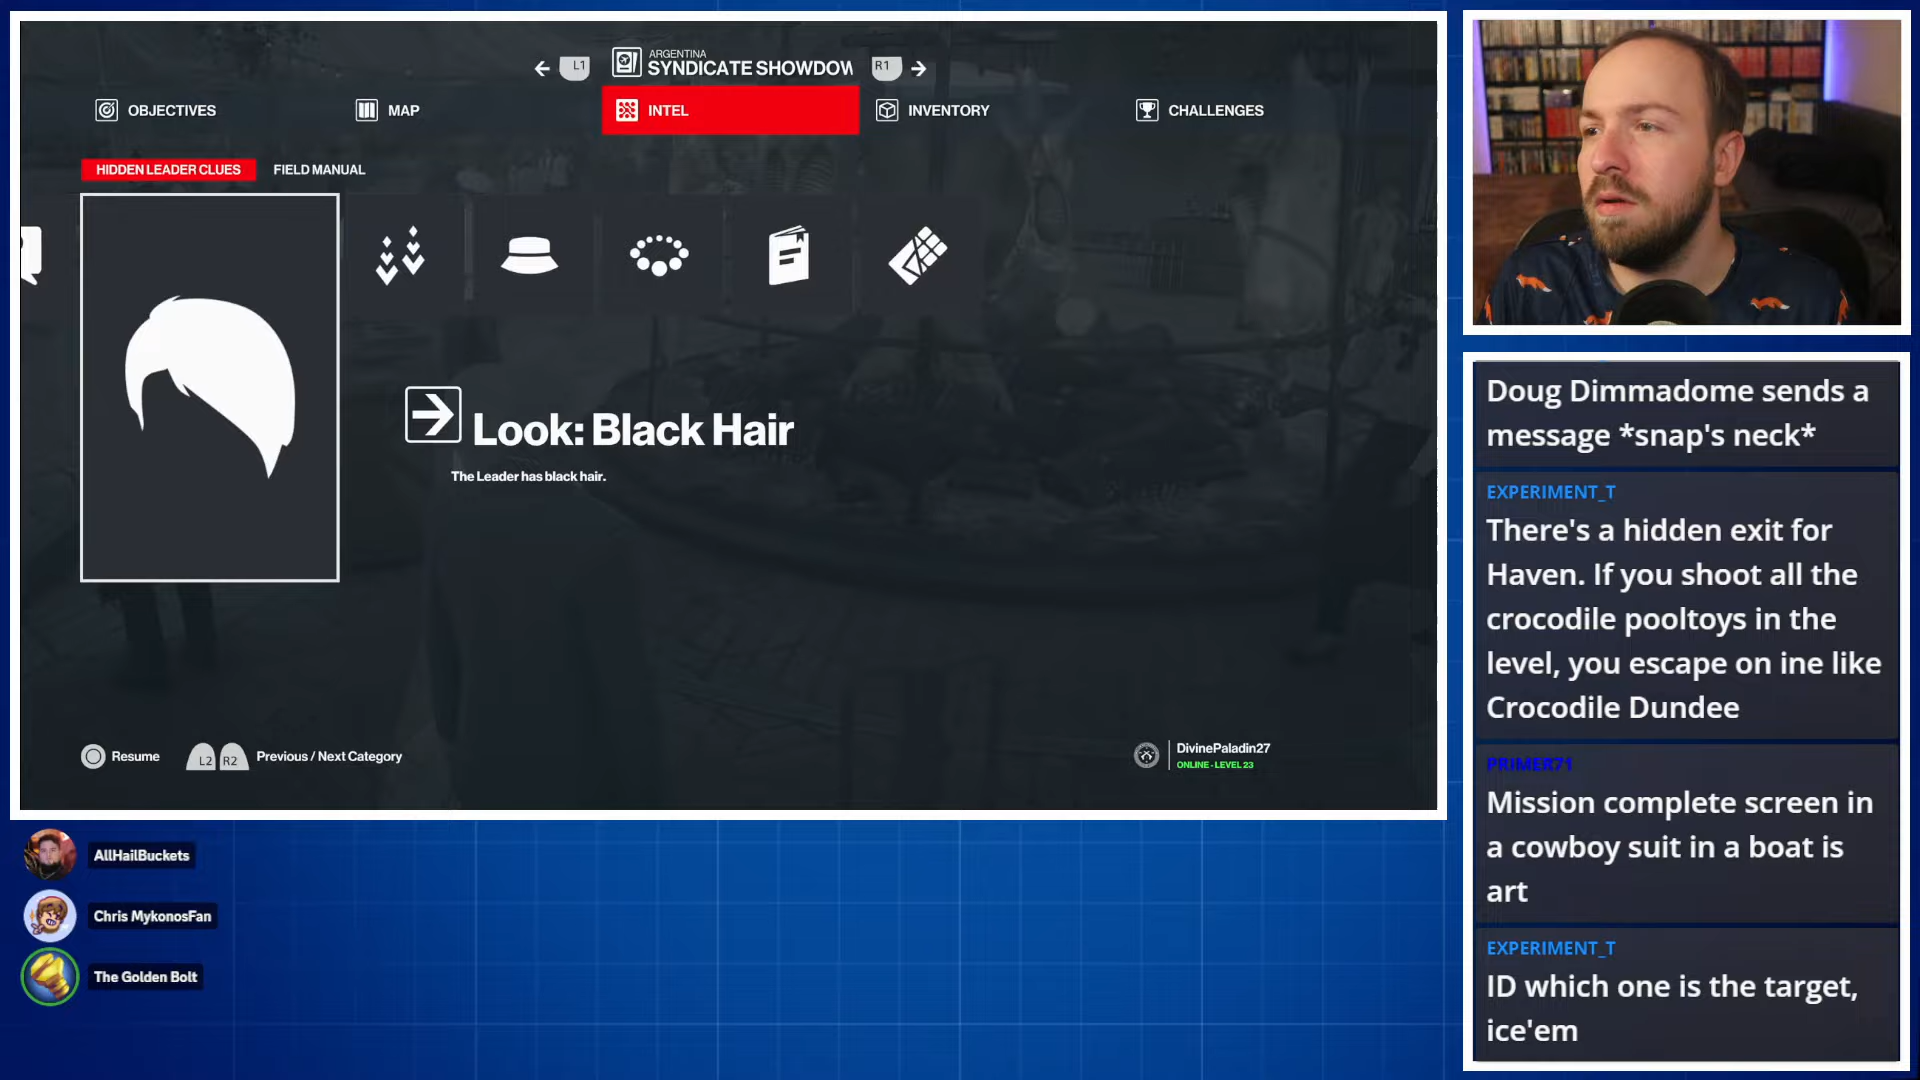 ARGENTINA
L1 SYNDICATE SHOWDOW R1
OBJECTIVES MAP INTEL INVENTORY CHALLENGES
HIDDEN LEADER CLUES FIELD MANUAL
Look: Black Hair
The Leader has black hair.
Resume L2 R2 Previous / Next Category
DivinePaladin27
ONLINE - LEVEL 23
AllHailBuckets
Chris MykonosFan
The Golden Bolt
Doug Dimmadome sends a
message *snap's neck*
EXPERIMENT_T
There's a hidden exit for
Haven. If you shoot all the
crocodile pooltoys in the
level, you escape on ine like
Crocodile Dundee
PRIMER71
Mission complete screen in
a cowboy suit in a boat is
art
EXPERIMENT_T
ID which one is the target,
ice'em